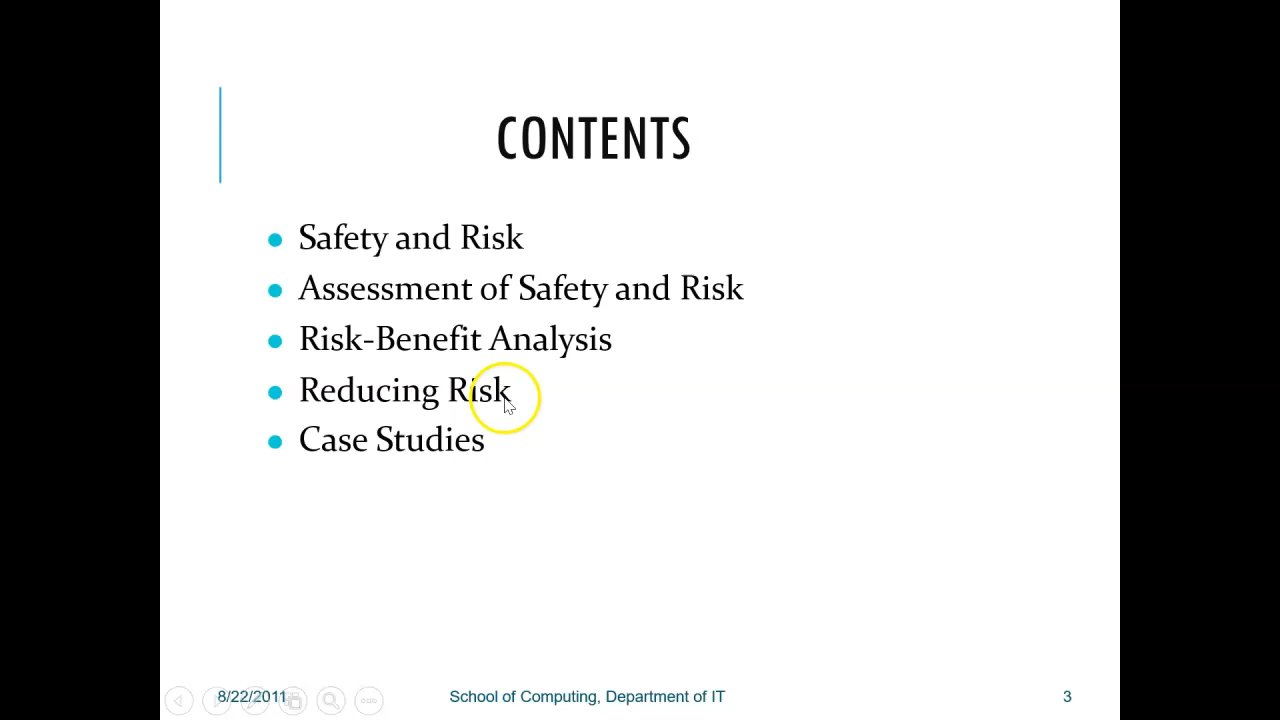 CONTENTS
Safety and Risk
Assessment of Safety and Risk
Risk-Benefit Analysis
Reducing Risk
Case Studies
8/22/2011 School of Computing, Department of IT 3